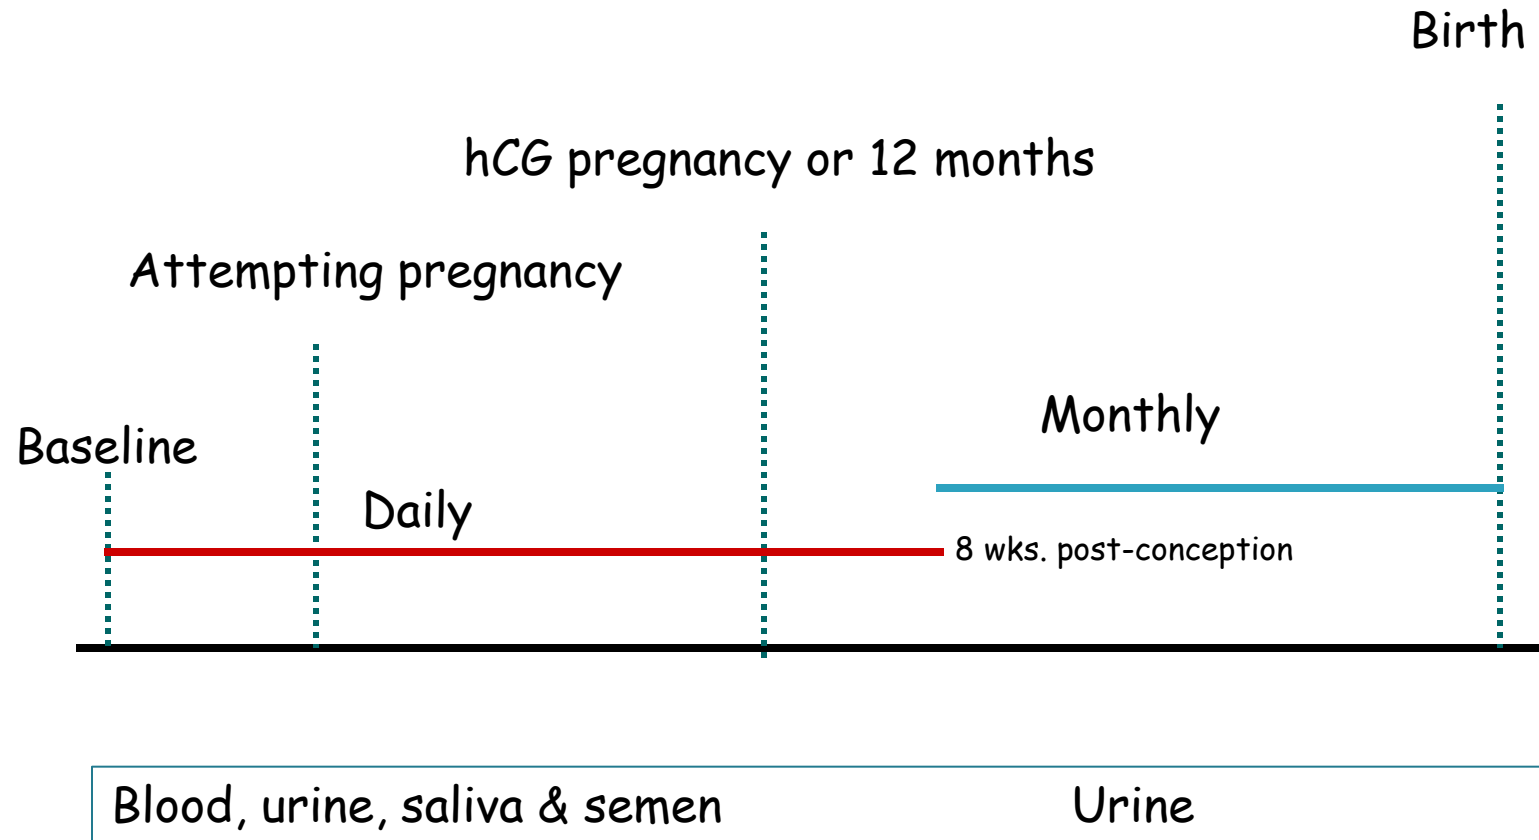 Birth
hCG pregnancy or 12 months
Attempting pregnancy
Monthly
Baseline
Daily
8 wks. post-conception
Blood, urine, saliva & semen
Urine